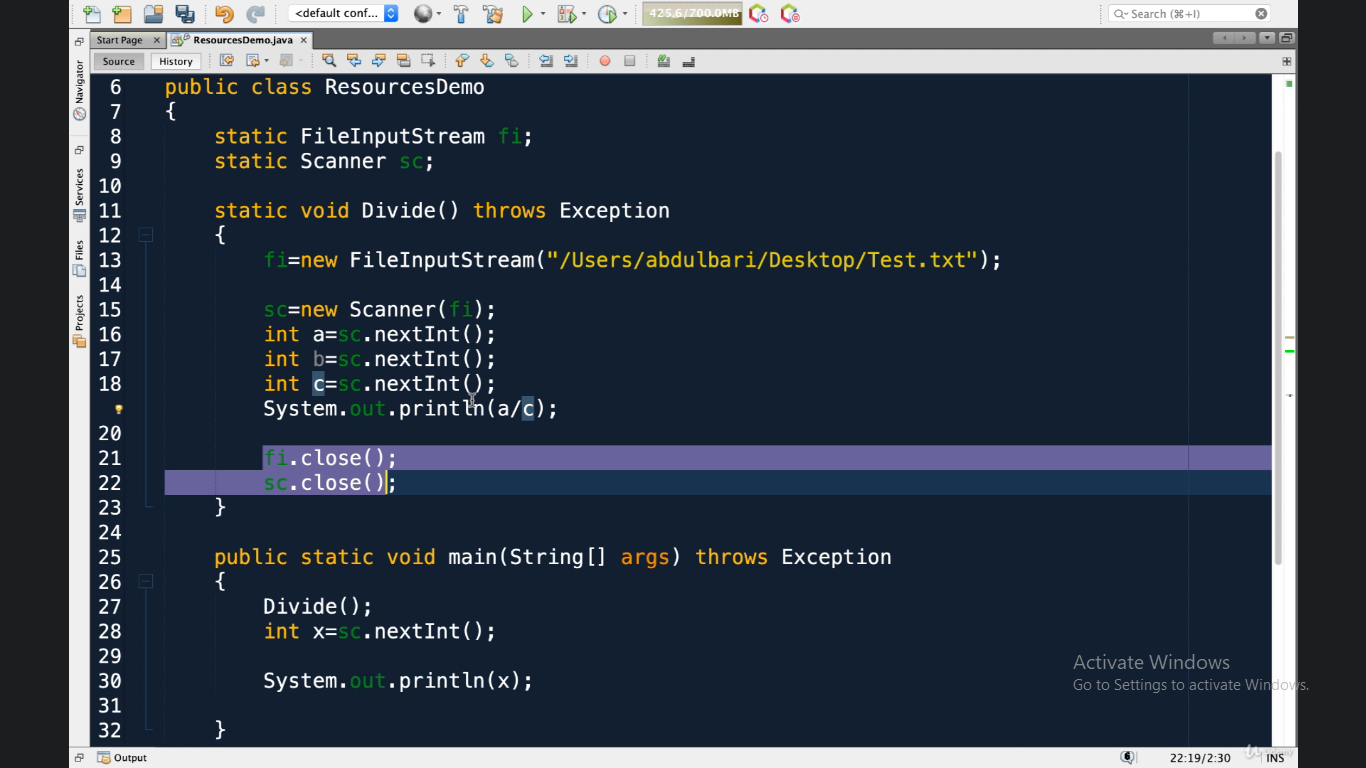 <default conf...
425,6/700.0MB
Search (⌘+I)
Start Page
ResourcesDemo.java
Source
History
Navigator
Services
Files
Projects
6 public class ResourcesDemo
7 {
8 static FileInputStream fi;
9 static Scanner sc;
10
11 static void Divide() throws Exception
12 {
13 fi=new FileInputStream("/Users/abdulbari/Desktop/Test.txt");
14
15 sc=new Scanner(fi);
16 int a=sc.nextInt();
17 int b=sc.nextInt();
18 int c=sc.nextInt();
System.out.println(a/c);
20
21 fi.close();
22 sc.close();
23 }
24
25 public static void main(String[] args) throws Exception
26 {
27 Divide();
28 int x=sc.nextInt();
29
30 System.out.println(x);
31
32 }
Activate Windows
Go to Settings to activate Windows.
Output
22:19/2:30
INS